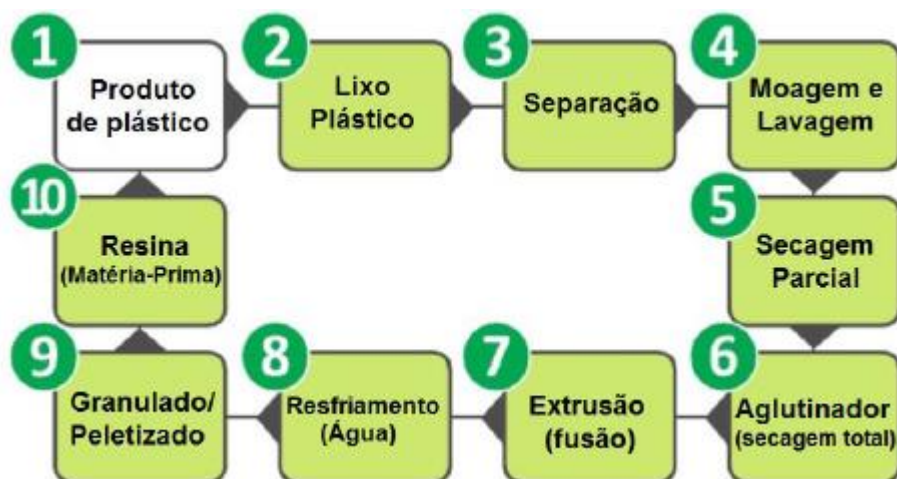 1
Produto
de plástico
2
Lixo
Plástico
3
Separação
4
Moagem e
Lavagem
5
Secagem
Parcial
6
Aglutinador
(secagem total)
7
Extrusão
(fusão)
8
Resfriamento
(Água)
9
Granulado/
Peletizado
10
Resina
(Matéria-Prima)